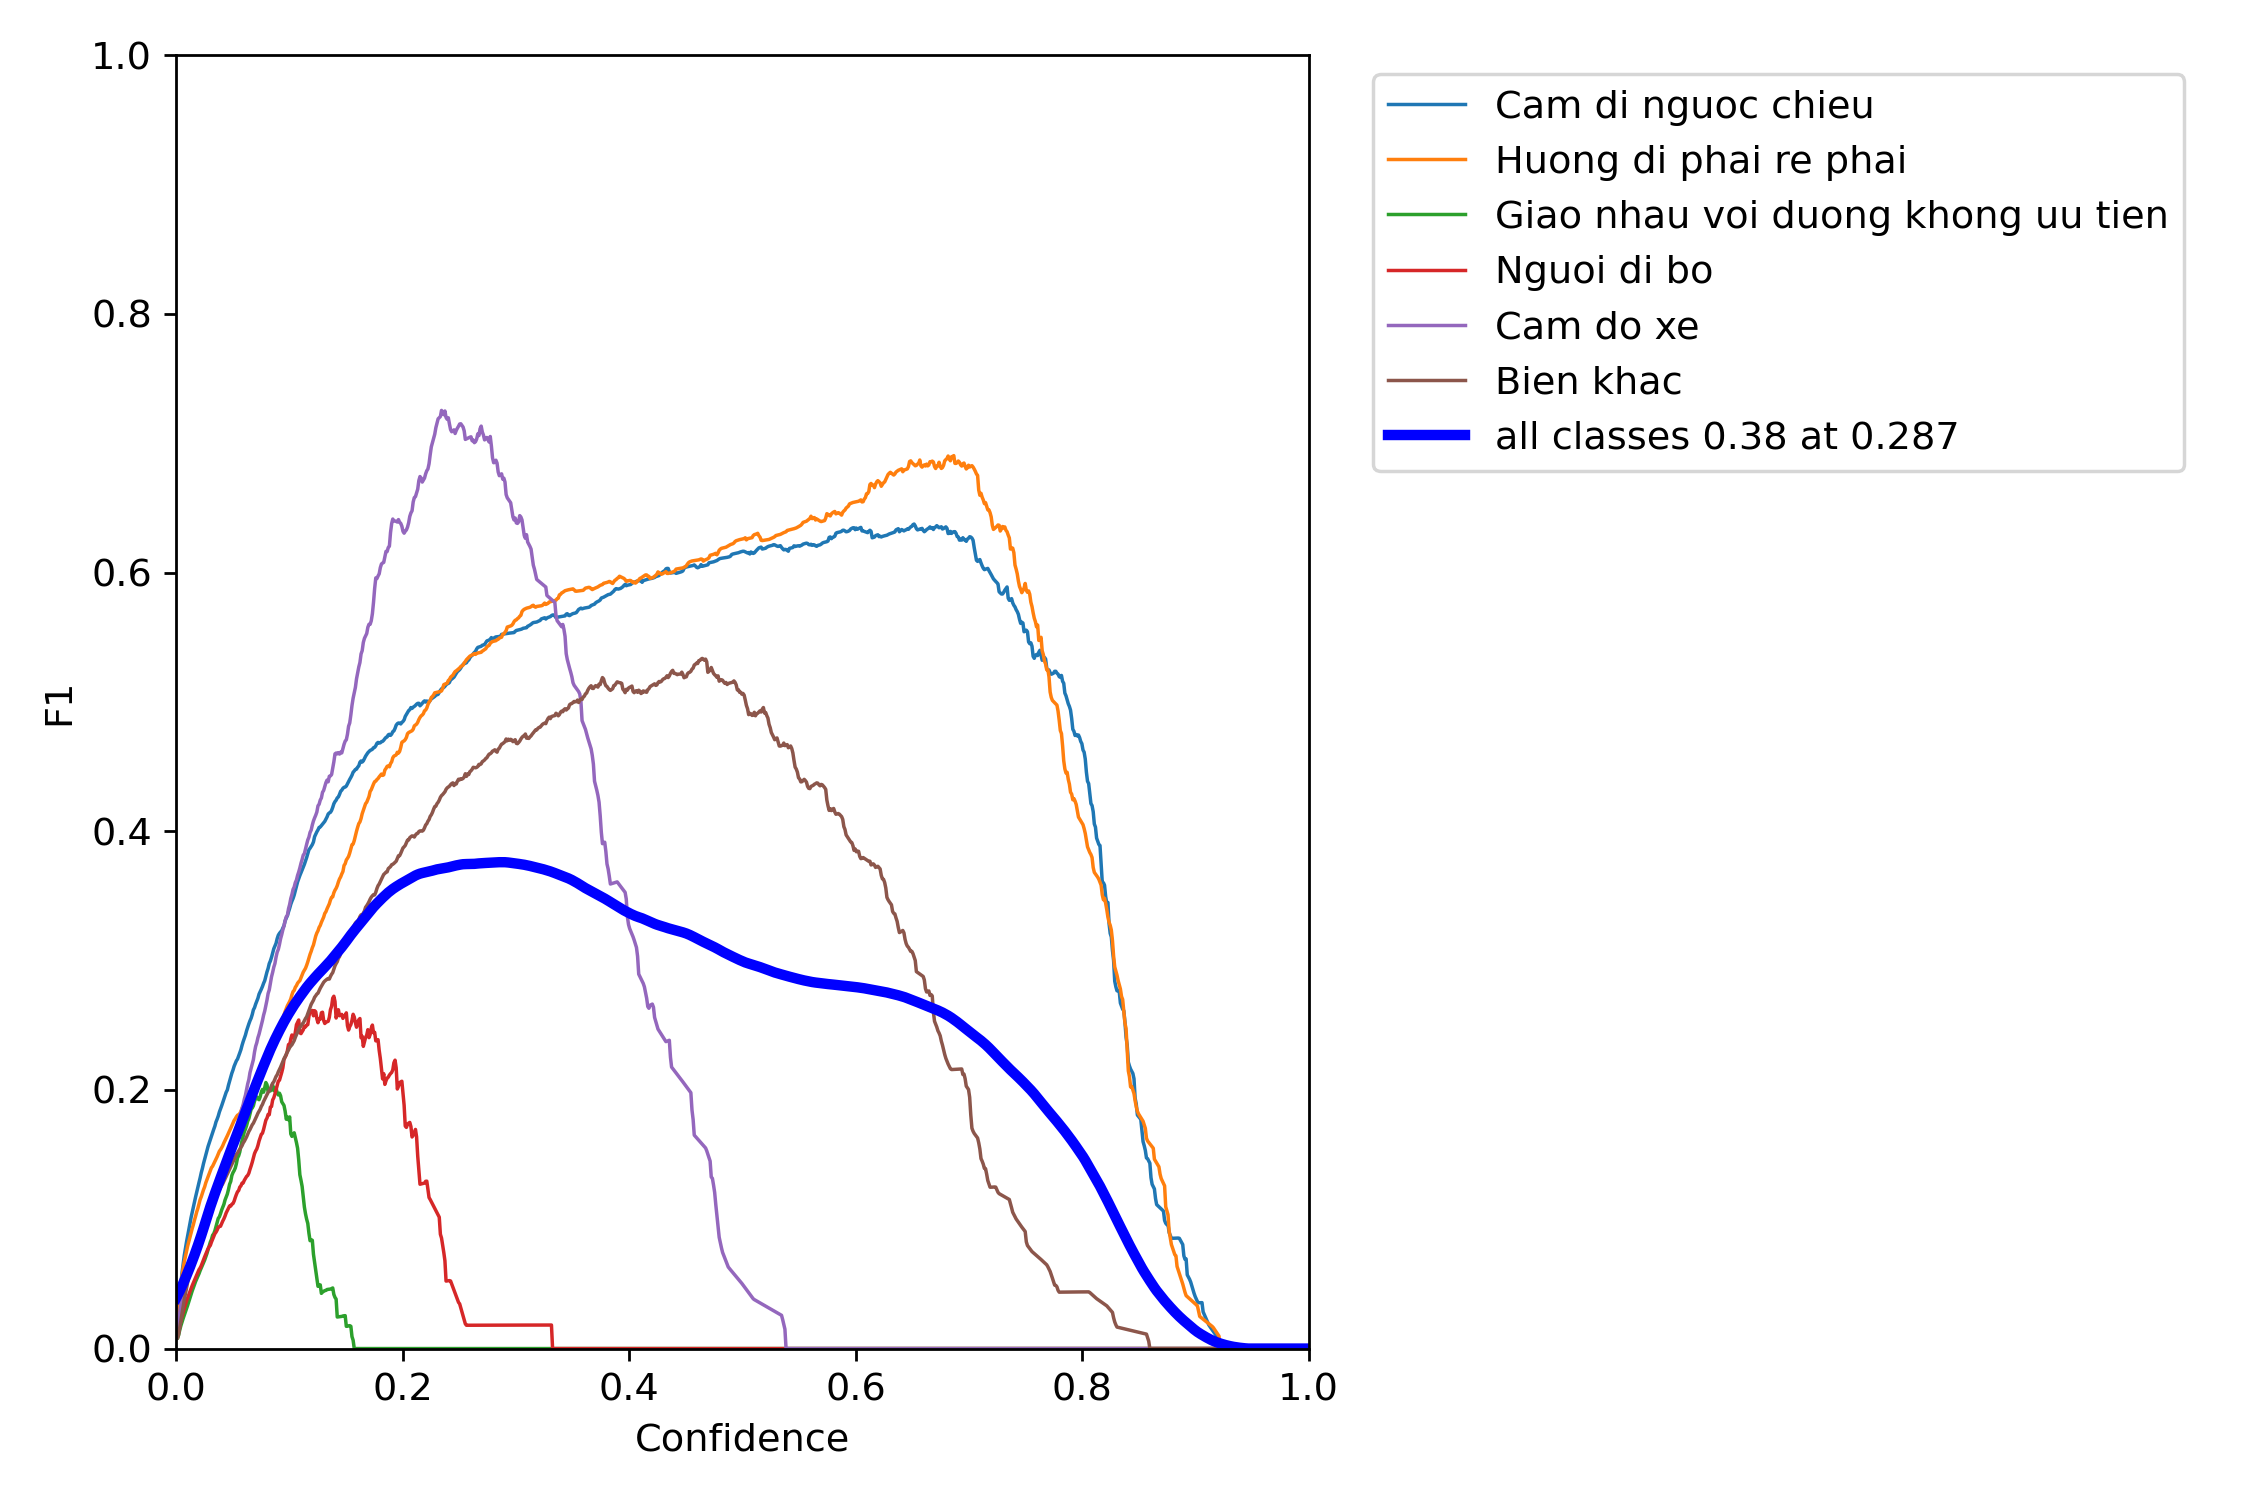 1.0
0.8
0.6
0.4
0.2
0.0
F1
0.0 0.2 0.4 0.6 0.8 1.0
Confidence
Cam di nguoc chieu
Huong di phai re phai
Giao nhau voi duong khong uu tien
Nguoi di bo
Cam do xe
Bien khac
all classes 0.38 at 0.287